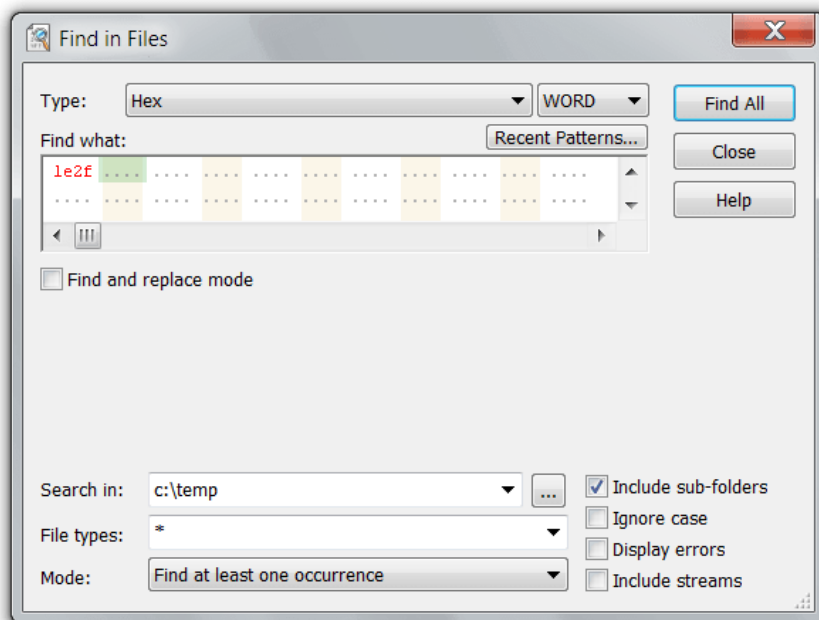 Find in Files
Type: Hex WORD Find All
Find what: Recent Patterns...
1e2f .... .... .... .... .... .... .... .... .... ....
.... .... .... .... .... .... .... .... .... .... ....
Close
Help
Find and replace mode
Search in: c:\temp ... Include sub-folders
Ignore case
File types: *
Display errors
Mode: Find at least one occurrence Include streams